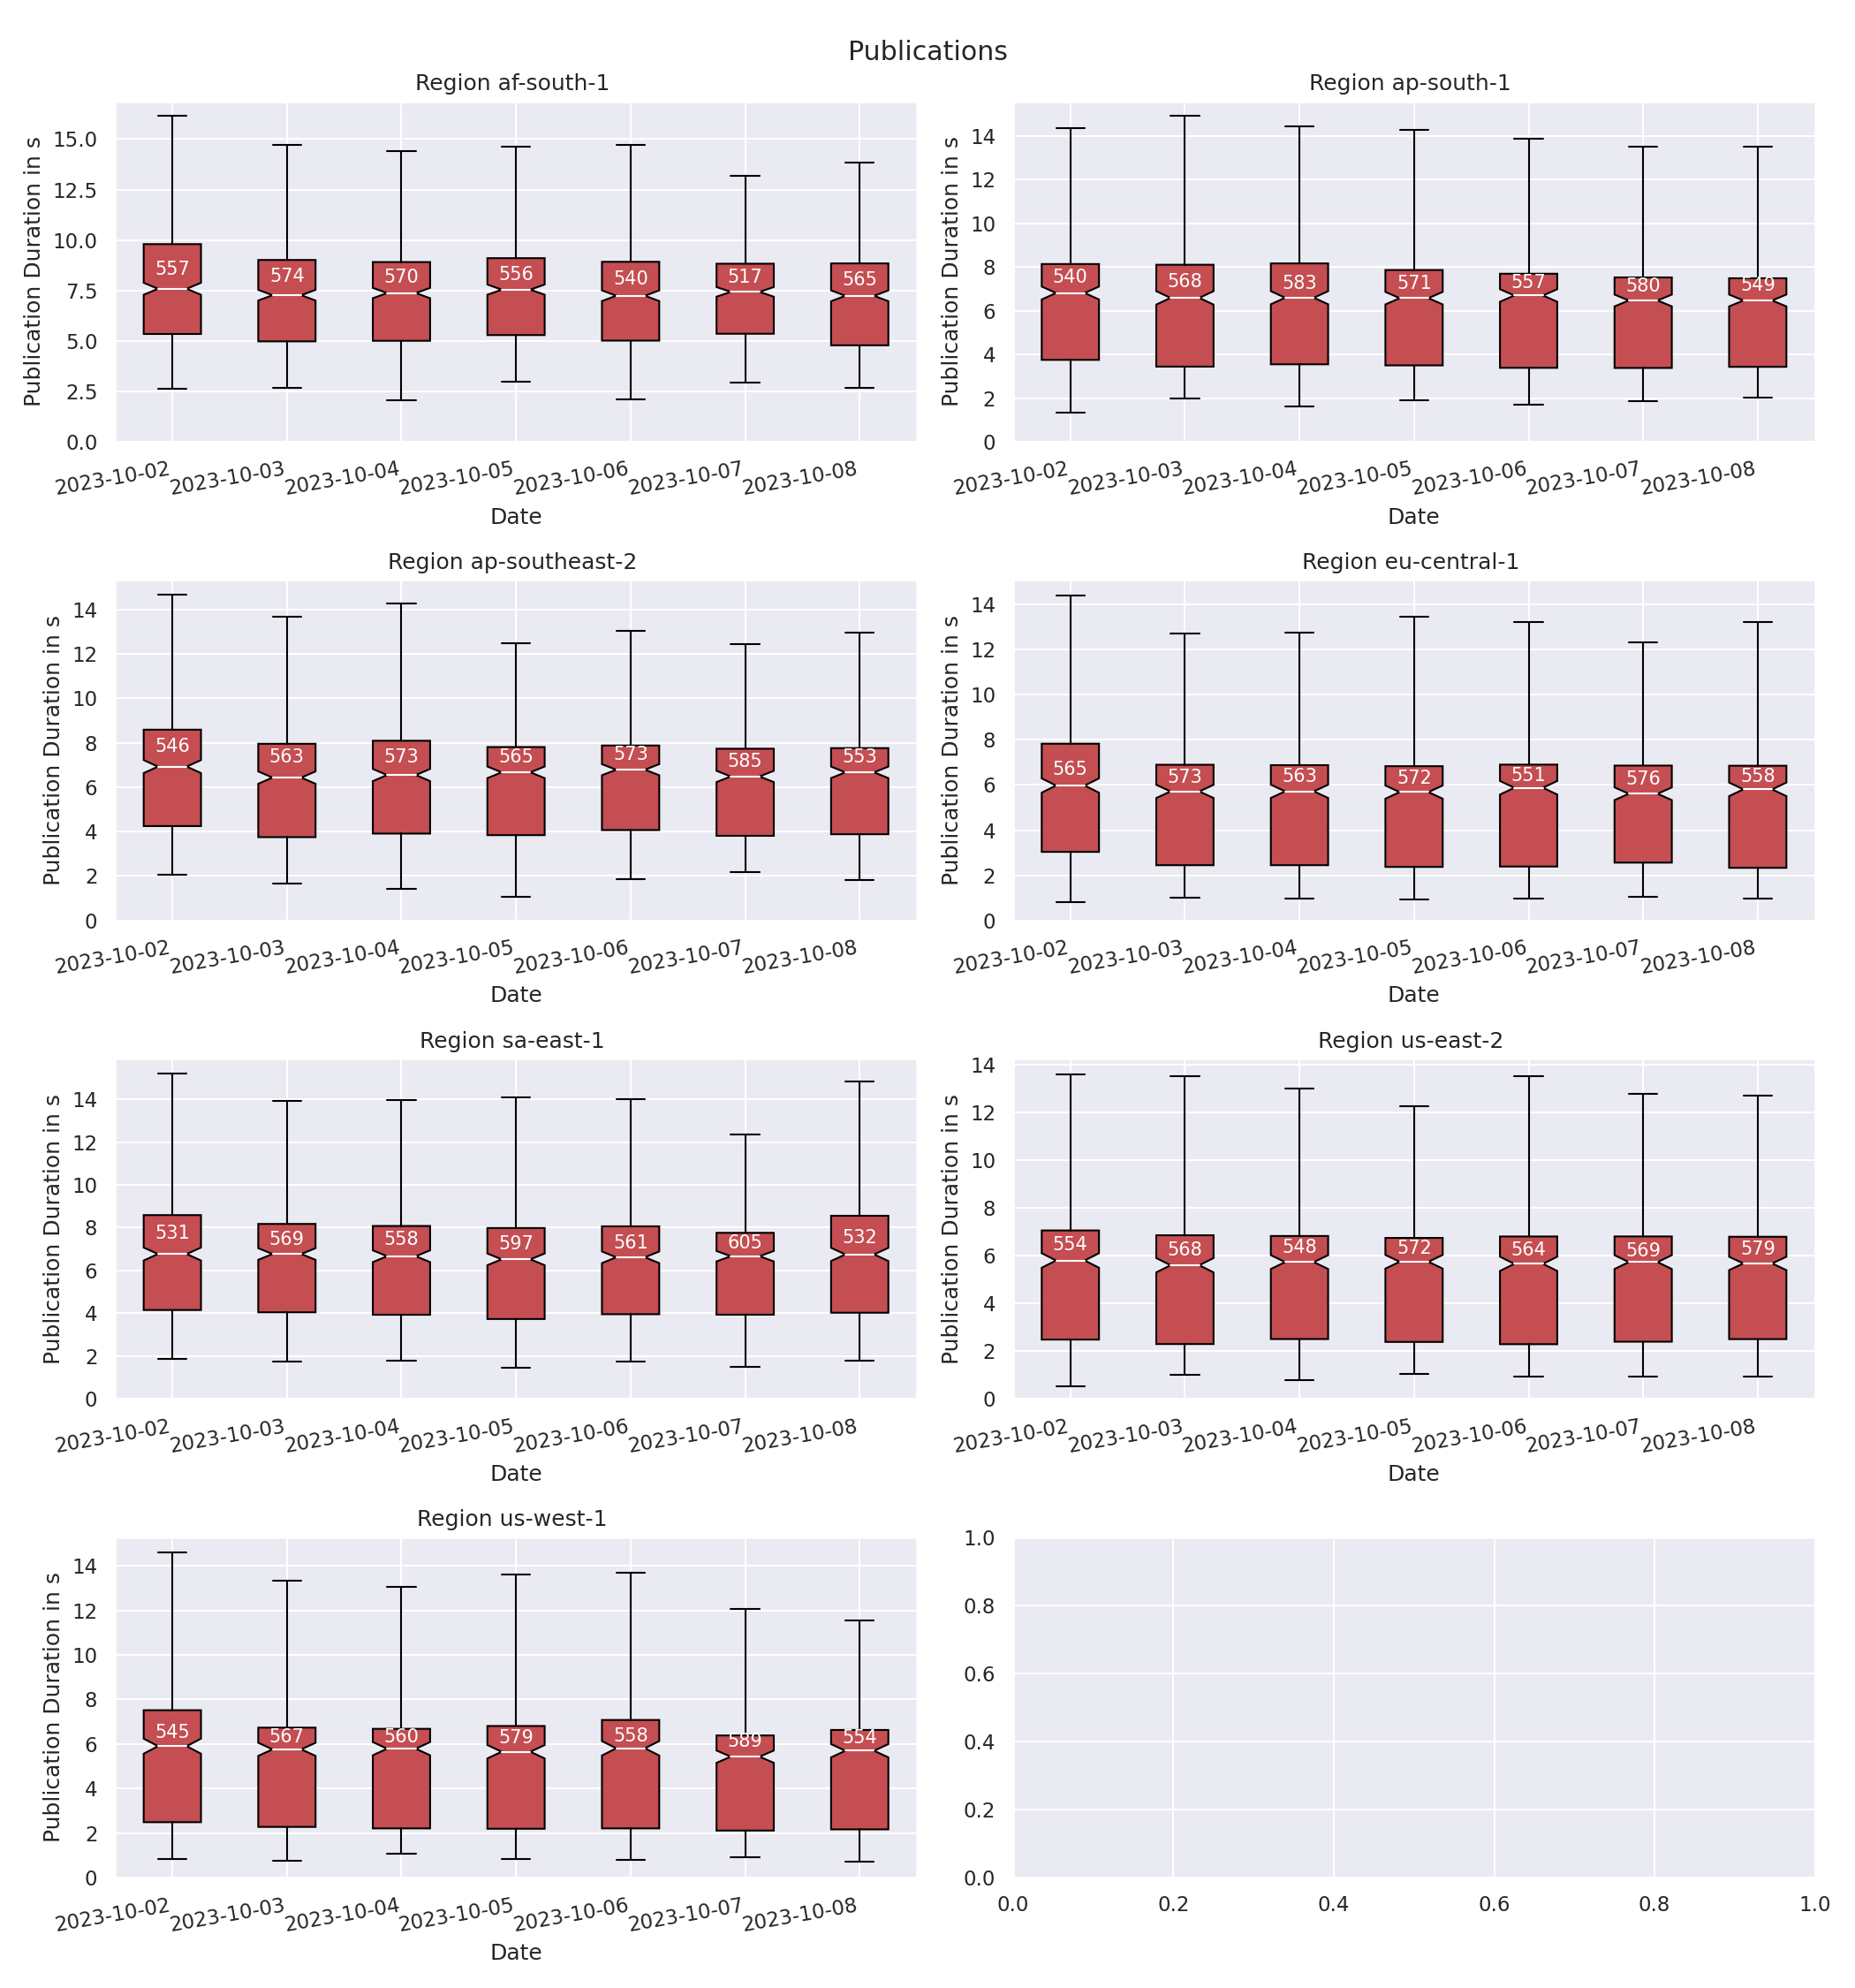 Publications
Region af-south-1
Publication Duration in s
15.0
12.5
10.0
7.5
5.0
2.5
0.0
557 574 570 556 540 517 565
2023-10-02 2023-10-03 2023-10-04 2023-10-05 2023-10-06 2023-10-07 2023-10-08
Date
Region ap-south-1
Publication Duration in s
14
12
10
8
6
4
2
0
540 568 583 571 557 580 549
2023-10-02 2023-10-03 2023-10-04 2023-10-05 2023-10-06 2023-10-07 2023-10-08
Date
Region ap-southeast-2
Publication Duration in s
14
12
10
8
6
4
2
0
546 563 573 565 573 585 553
2023-10-02 2023-10-03 2023-10-04 2023-10-05 2023-10-06 2023-10-07 2023-10-08
Date
Region eu-central-1
Publication Duration in s
14
12
10
8
6
4
2
0
565 573 563 572 551 576 558
2023-10-02 2023-10-03 2023-10-04 2023-10-05 2023-10-06 2023-10-07 2023-10-08
Date
Region sa-east-1
Publication Duration in s
14
12
10
8
6
4
2
0
531 569 558 597 561 605 532
2023-10-02 2023-10-03 2023-10-04 2023-10-05 2023-10-06 2023-10-07 2023-10-08
Date
Region us-east-2
Publication Duration in s
14
12
10
8
6
4
2
0
554 568 548 572 564 569 579
2023-10-02 2023-10-03 2023-10-04 2023-10-05 2023-10-06 2023-10-07 2023-10-08
Date
Region us-west-1
Publication Duration in s
14
12
10
8
6
4
2
0
545 567 560 579 558 589 554
2023-10-02 2023-10-03 2023-10-04 2023-10-05 2023-10-06 2023-10-07 2023-10-08
Date
1.0
0.8
0.6
0.4
0.2
0.0
0.0 0.2 0.4 0.6 0.8 1.0